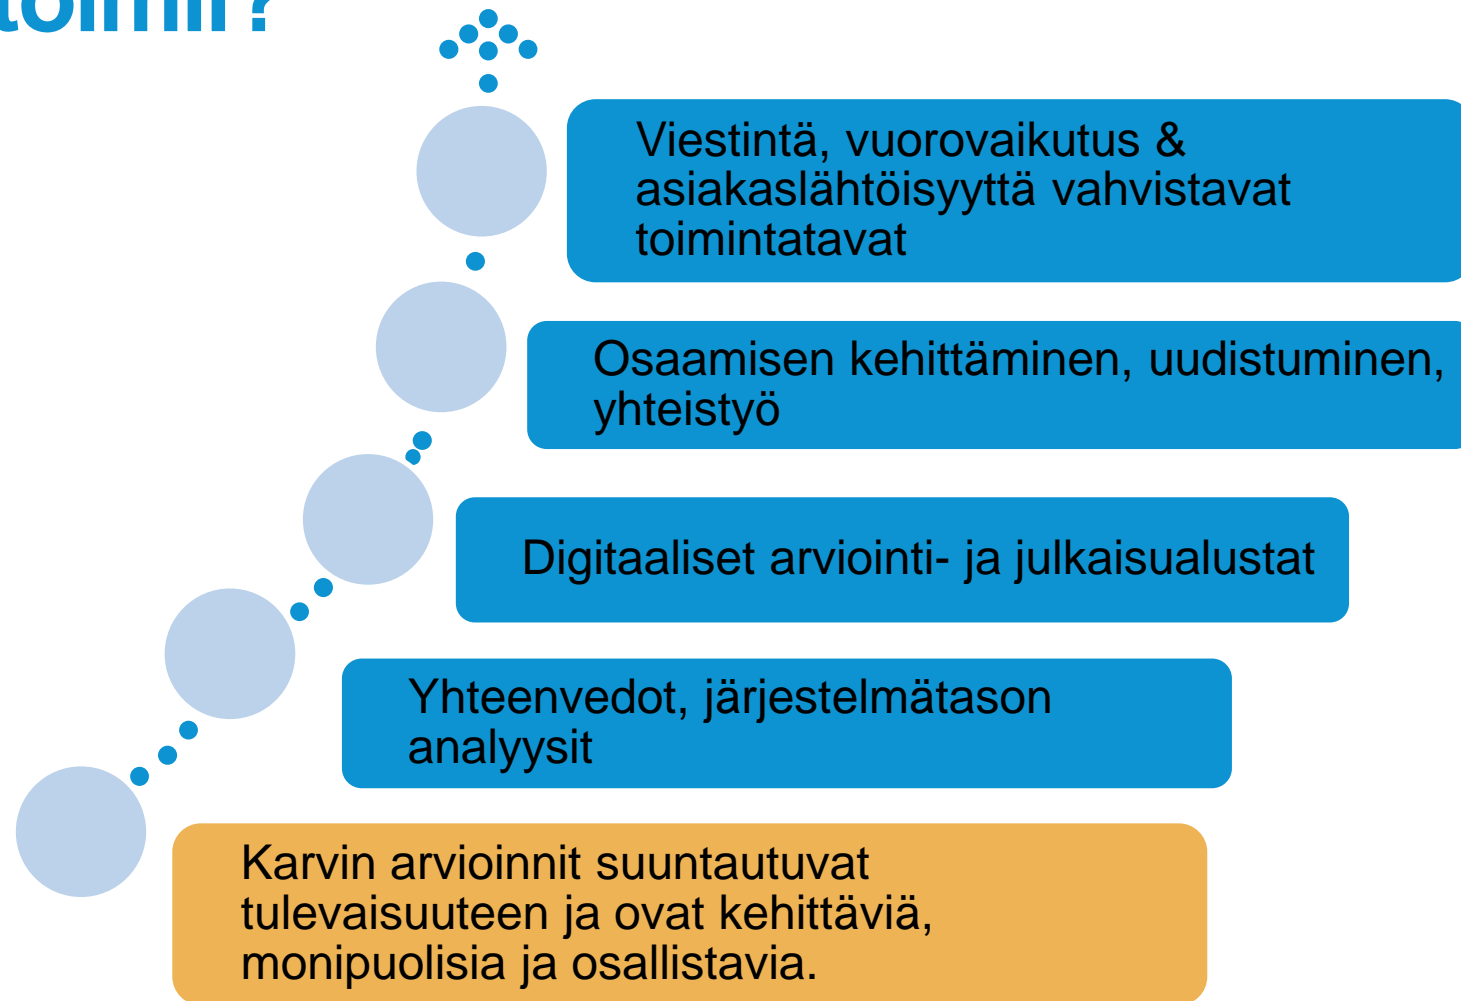 toimii?
Viestintä, vuorovaikutus &
asiakaslähtöisyyttä vahvistavat
toimintatavat
Osaamisen kehittäminen, uudistuminen,
yhteistyö
Digitaaliset arviointi- ja julkaisualustat
Yhteenvedot, järjestelmätason
analyysit
Karvin arvioinnit suuntautuvat
tulevaisuuteen ja ovat kehittäviä,
monipuolisia ja osallistavia.